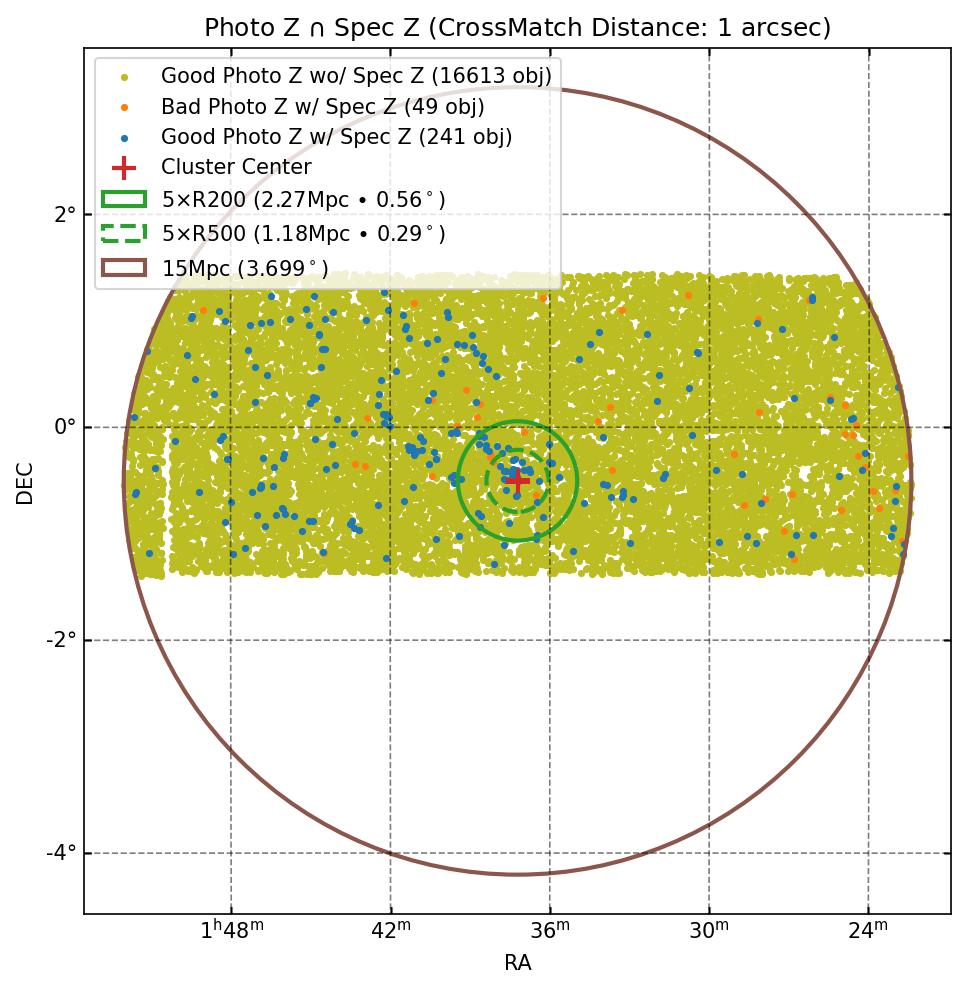 Photo Z ∩ Spec Z (CrossMatch Distance: 1 arcsec)
Good Photo Z wo/ Spec Z (16613 obj)
Bad Photo Z w/ Spec Z (49 obj)
Good Photo Z w/ Spec Z (241 obj)
Cluster Center
5×R200 (2.27Mpc • 0.56°)
5×R500 (1.18Mpc • 0.29°)
15Mpc (3.699°)
2°
0°
-2°
-4°
DEC
1ʰ48ᵐ 42ᵐ 36ᵐ 30ᵐ 24ᵐ
RA